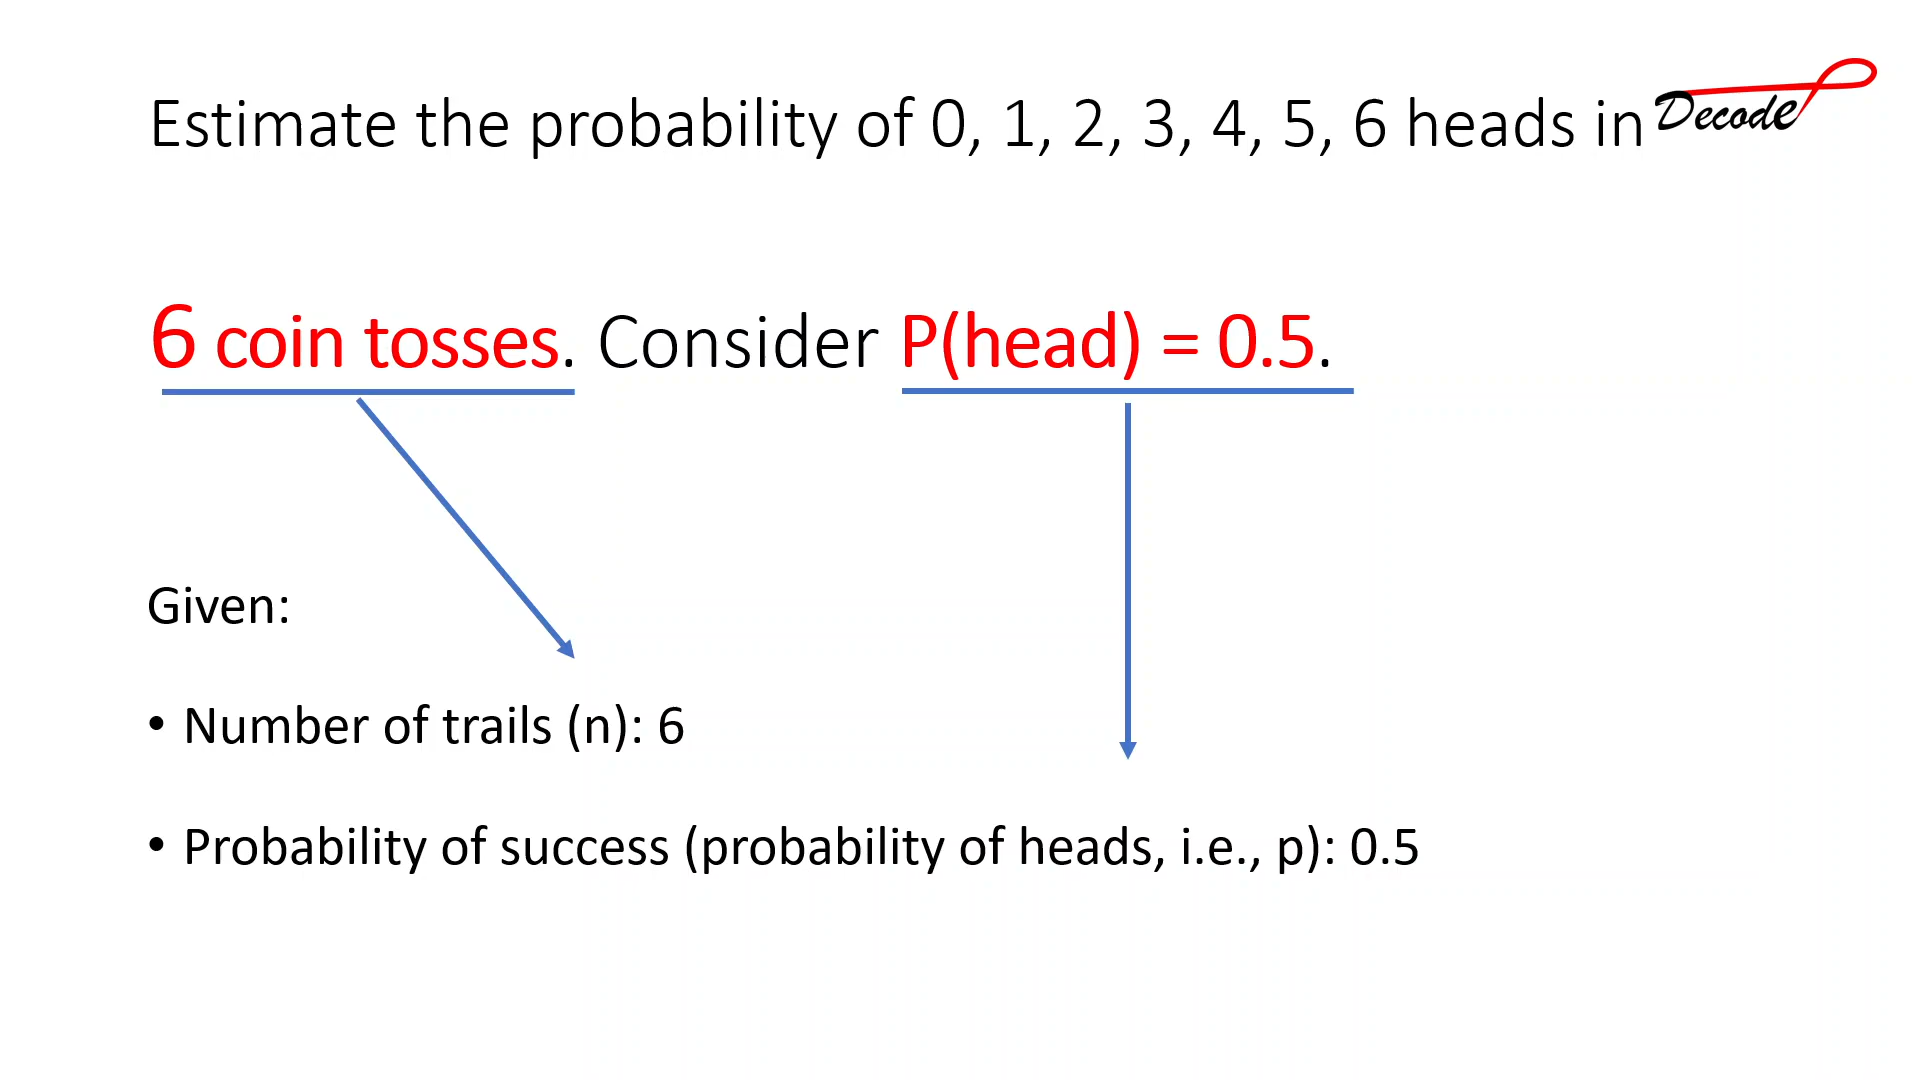 Estimate the probability of 0, 1, 2, 3, 4, 5, 6 heads in
Decode
6 coin tosses. Consider P(head) = 0.5.
Given:
• Number of trails (n): 6
• Probability of success (probability of heads, i.e., p): 0.5